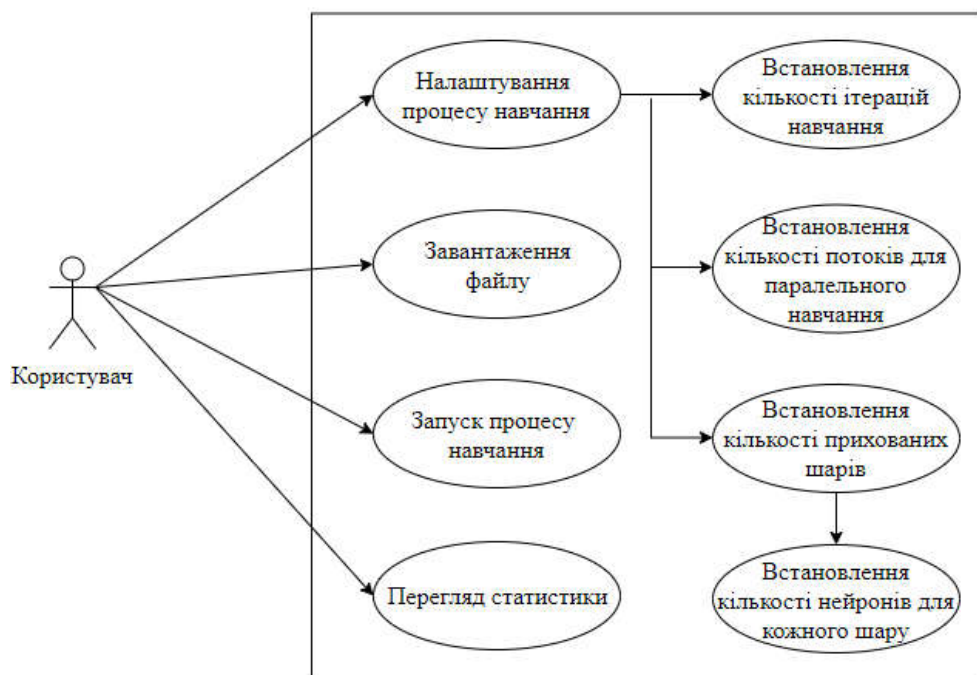 Користувач
Налаштування
процесу навчання
Завантаження
файлу
Запуск процесу
навчання
Перегляд статистики
Встановлення
кількості ітерацій
навчання
Встановлення
кількості потоків для
паралельного
навчання
Встановлення
кількості прихованих
шарів
Встановлення
кількості нейронів для
кожного шару